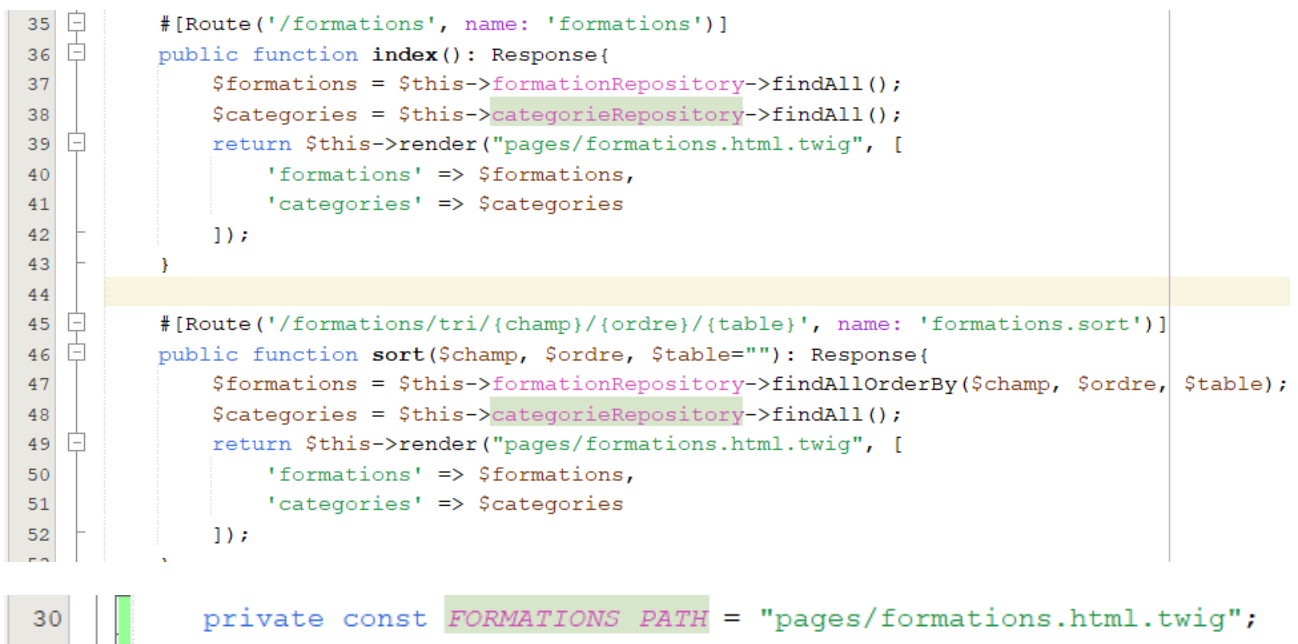 35 #[Route('/formations', name: 'formations')]
36 public function index(): Response{
37 $formations = $this->formationRepository->findAll();
38 $categories = $this->categorieRepository->findAll();
39 return $this->render("pages/formations.html.twig", [
40 'formations' => $formations,
41 'categories' => $categories
42 ]);
43 }
44
45 #[Route('/formations/tri/{champ}/{ordre}/{table}', name: 'formations.sort')]
46 public function sort($champ, $ordre, $table=""): Response{
47 $formations = $this->formationRepository->findAllOrderBy($champ, $ordre, $table);
48 $categories = $this->categorieRepository->findAll();
49 return $this->render("pages/formations.html.twig", [
50 'formations' => $formations,
51 'categories' => $categories
52 ]);
30 private const FORMATIONS_PATH = "pages/formations.html.twig";